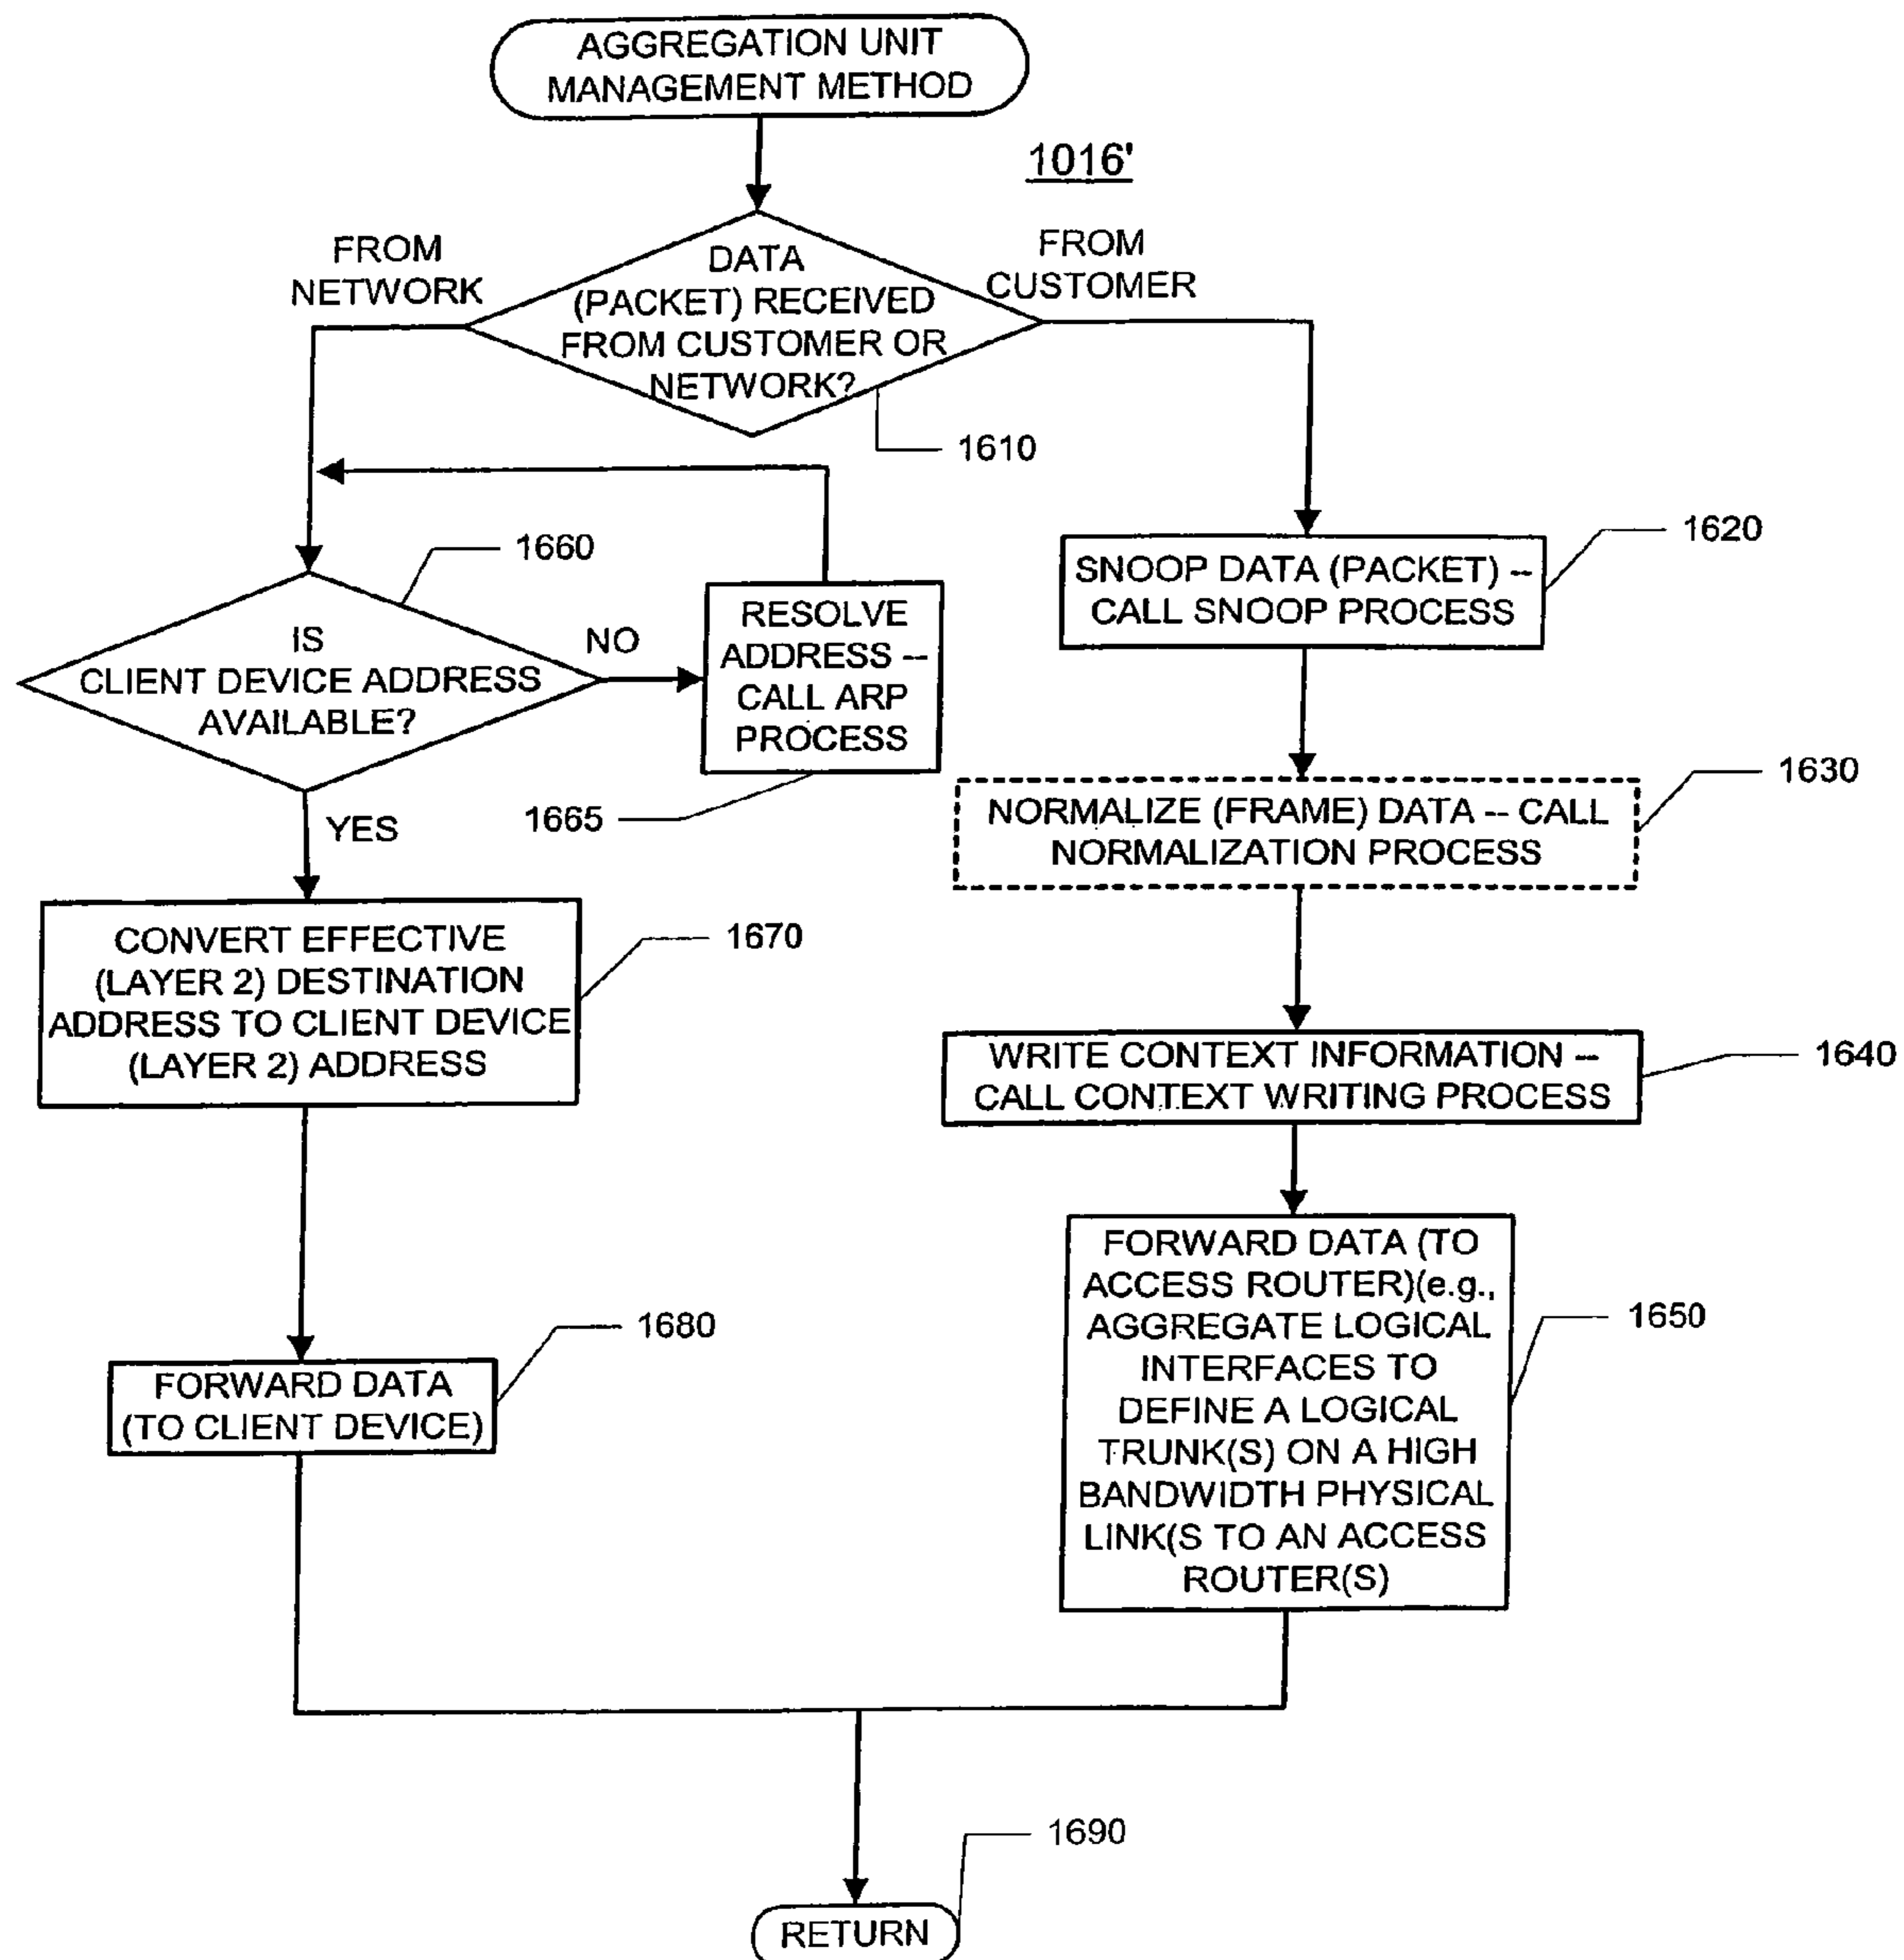 AGGREGATION UNIT
MANAGEMENT METHOD
1016'
FROM
NETWORK
DATA
(PACKET) RECEIVED
FROM CUSTOMER OR
NETWORK?
FROM
CUSTOMER
1610
1660
IS
CLIENT DEVICE ADDRESS
AVAILABLE?
NO
YES
RESOLVE
ADDRESS --
CALL ARP
PROCESS
1665
SNOOP DATA (PACKET) --
CALL SNOOP PROCESS
1620
NORMALIZE (FRAME) DATA -- CALL
NORMALIZATION PROCESS
1630
CONVERT EFFECTIVE
(LAYER 2) DESTINATION
ADDRESS TO CLIENT DEVICE
(LAYER 2) ADDRESS
1670
WRITE CONTEXT INFORMATION --
CALL CONTEXT WRITING PROCESS
1640
FORWARD DATA
(TO CLIENT DEVICE)
1680
FORWARD DATA (TO
ACCESS ROUTER)(e.g.,
AGGREGATE LOGICAL
INTERFACES TO
DEFINE A LOGICAL
TRUNK(S) ON A HIGH
BANDWIDTH PHYSICAL
LINK(S TO AN ACCESS
ROUTER(S)
1650
1690
RETURN